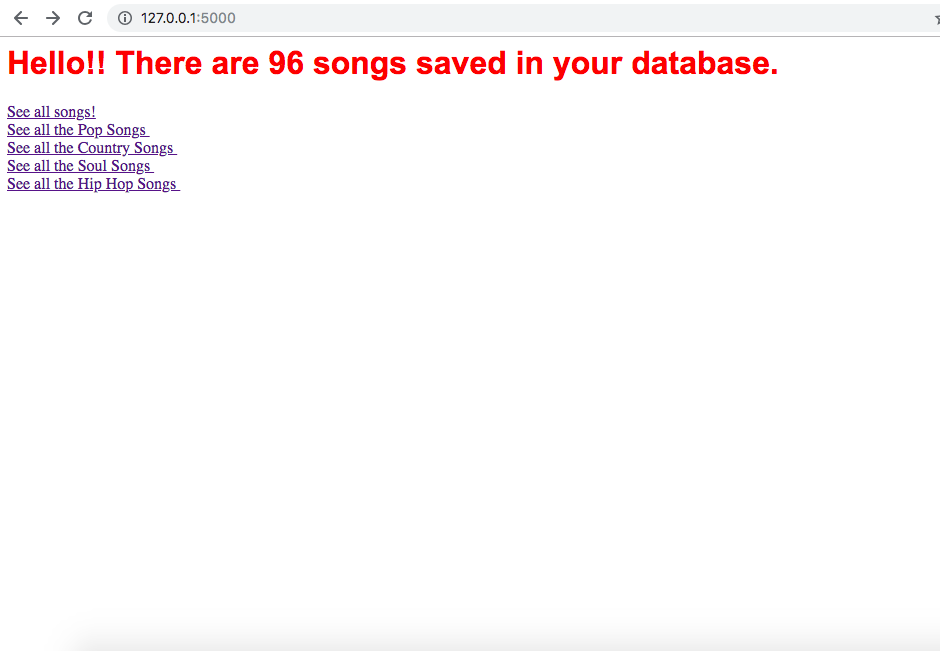 127.0.0.1:5000
Hello!! There are 96 songs saved in your database.
See all songs!
See all the Pop Songs
See all the Country Songs
See all the Soul Songs
See all the Hip Hop Songs